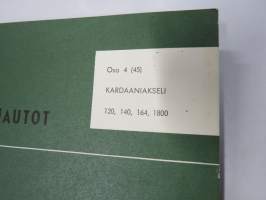 Osa 4 (45)
KARDAANIAKSELI
120, 140, 164, 1800
AUTOT